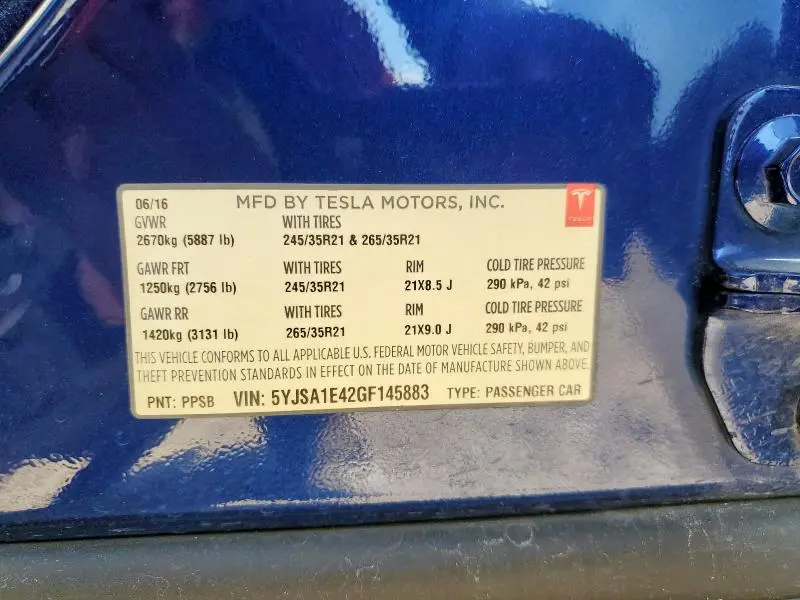 06/16 MFD BY TESLA MOTORS, INC.
GVWR WITH TIRES
2670kg (5887 lb) 245/35R21 & 265/35R21
GAWR FRT WITH TIRES RIM COLD TIRE PRESSURE
1250kg (2756 lb) 245/35R21 21X8.5 J 290 kPa, 42 psi
GAWR RR WITH TIRES RIM COLD TIRE PRESSURE
1420kg (3131 lb) 265/35R21 21X9.0 J 290 kPa, 42 psi
THIS VEHICLE CONFORMS TO ALL APPLICABLE U.S. FEDERAL MOTOR VEHICLE SAFETY, BUMPER, AND
THEFT PREVENTION STANDARDS IN EFFECT ON THE DATE OF MANUFACTURE SHOWN ABOVE.
PNT: PPSB VIN: 5YJSA1E42GF145883 TYPE: PASSENGER CAR
TESLA